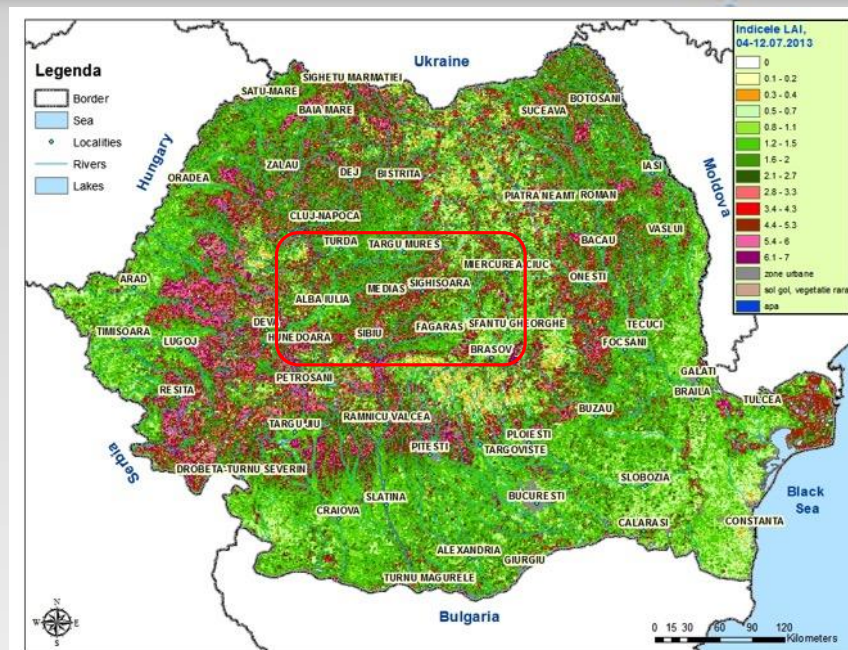 Indicele LAI,
04-12.07.2013
0
0.1 - 0.2
0.3 - 0.4
0.5 - 0.7
0.8 - 1.1
1.2 - 1.5
1.6 - 2
2.1 - 2.7
2.8 - 3.3
3.4 - 4.3
4.4 - 5.3
5.4 - 6
6.1 - 7
zone urbane
sol gol, vegetatie rara
apa
Legenda
Border
Sea
Localities
Rivers
Lakes
Ukraine
Hungary
Moldova
Serbia
Bulgaria
Black
Sea
SIGHETU MARMATIEI
SATU-MARE
BAIA MARE
BOTOSANI
SUCEAVA
ZALAU
DEJ
BISTRITA
IASI
ORADEA
PIATRA NEAMT
ROMAN
CLUJ-NAPOCA
VASLUI
TURDA
TARGU MURES
BACAU
MIERCUREA CIUC
ARAD
ONESTI
MEDIAS
SIGHISOARA
ALBA IULIA
TIMISOARA
LUGOJ
DEVA
HUNEDOARA
SIBIU
FAGARAS
SFANTU GHEORGHE
TECUCI
FOCSANI
BRASOV
PETROSANI
GALATI
RESITA
BRAILA
TULCEA
TARGU-JIU
RAMNICU VALCEA
BUZAU
PITESTI
PLOIESTI
TARGOVISTE
DROBETA-TURNU SEVERIN
SLOBOZIA
SLATINA
BUCURESTI
CRAIOVA
CALARASI
CONSTANTA
ALEXANDRIA
GIURGIU
TURNU MAGURELE
N
W
E
S
0 15 30 60 90 120
Kilometers